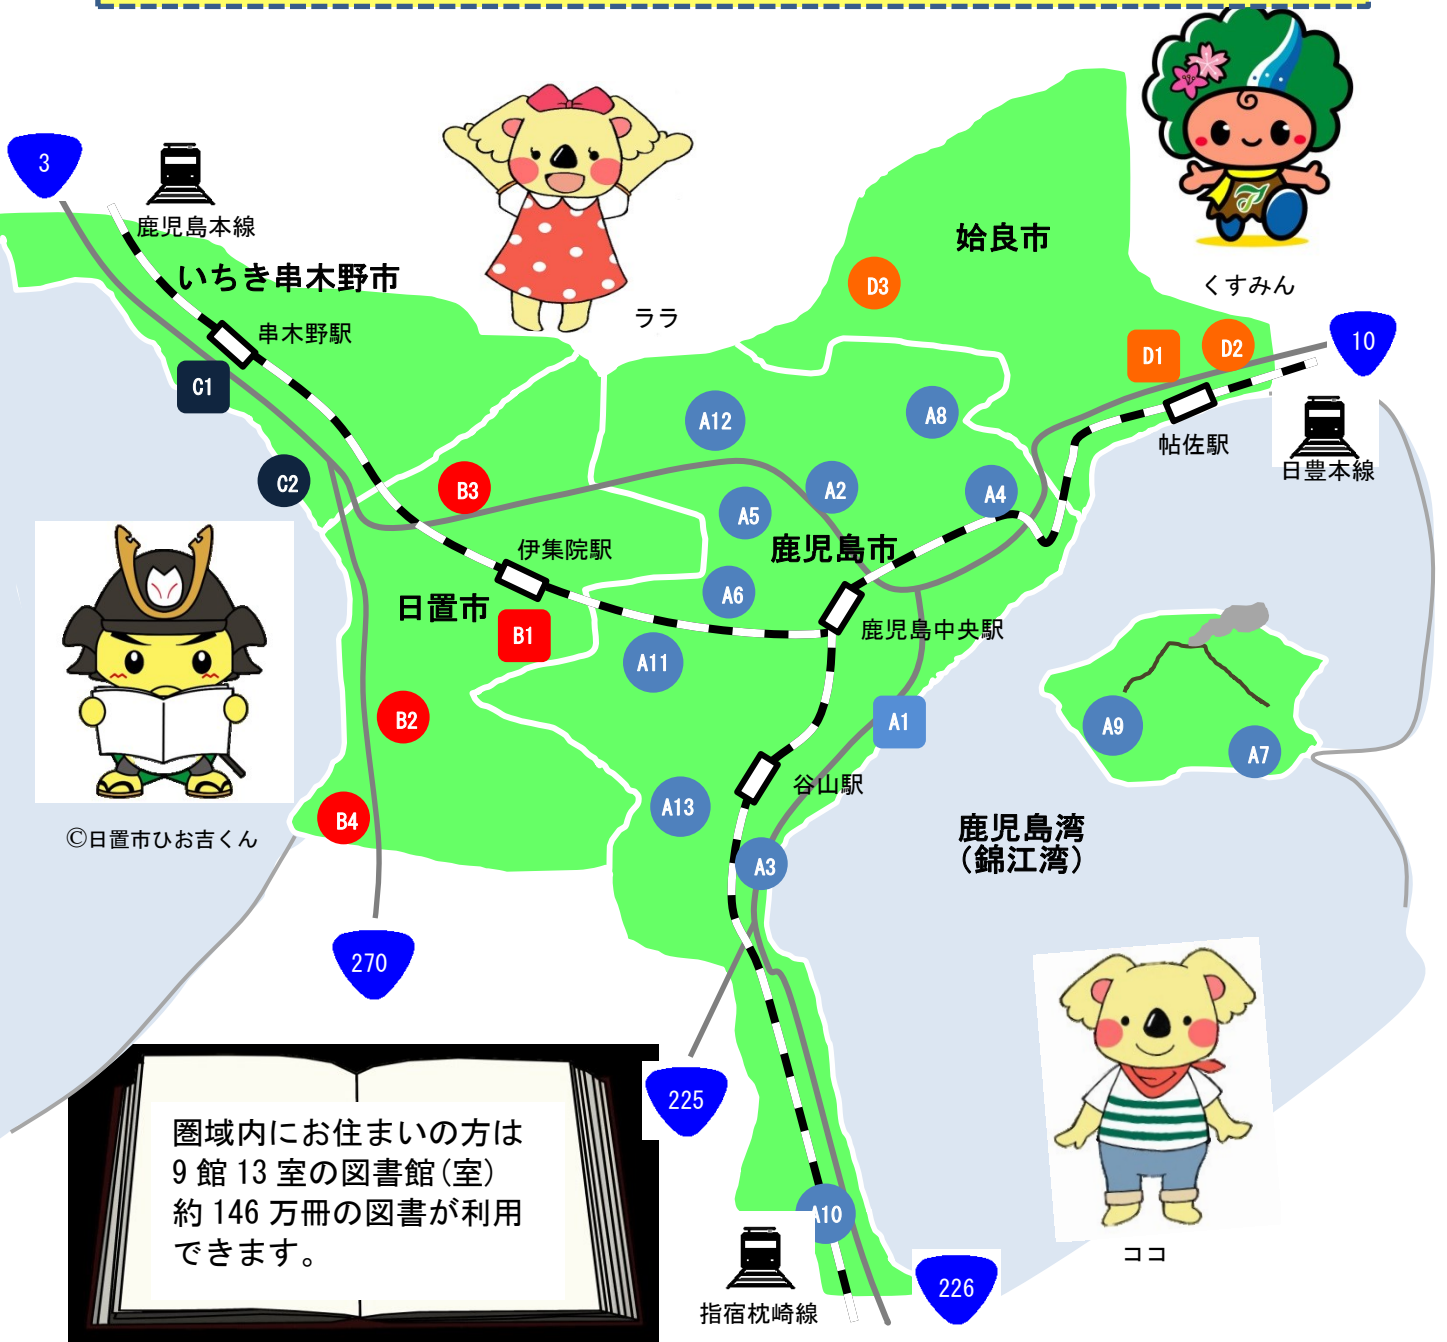 3
鹿児島本線
いちき串木野市
串木野駅
C1
C2
ララ
姶良市
くすみん
D3
D1
D2
10
帖佐駅
日豊本線
A12
A8
A2
A4
A5
鹿児島市
A6
鹿児島中央駅
B3
伊集院駅
日置市
B1
A11
B2
A1
A9
A7
谷山駅
A13
B4
©日置市ひお吉くん
A3
鹿児島湾
(錦江湾)
270
225
圏域内にお住まいの方は
9館13室の図書館(室)
約146万冊の図書が利用
できます。
A10
指宿枕崎線
226
ココ